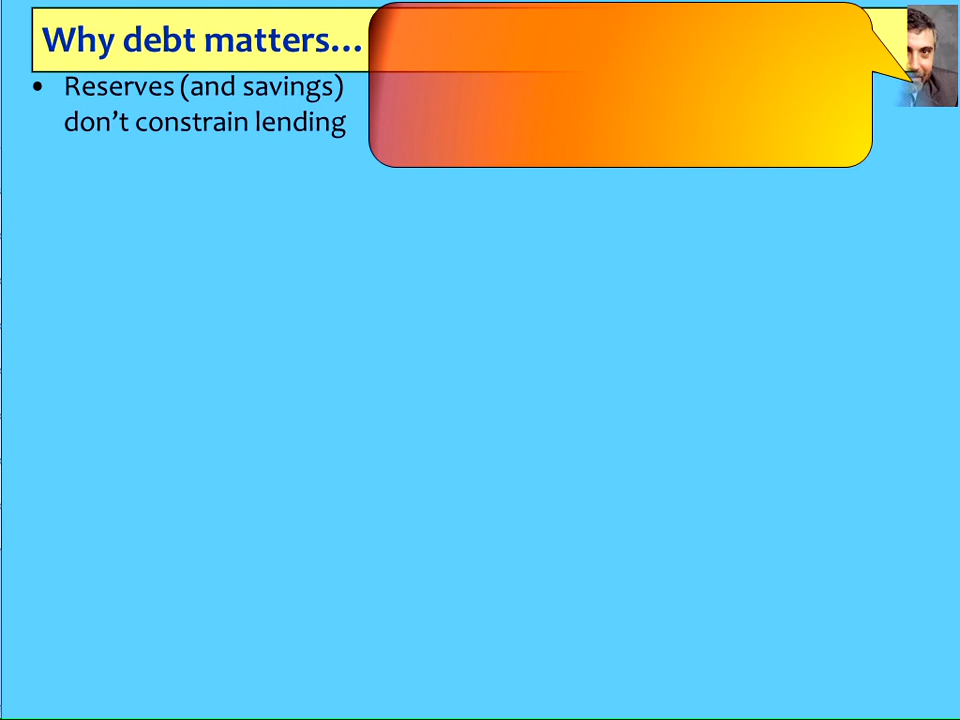 Why debt matters…
• Reserves (and savings)
don’t constrain lending